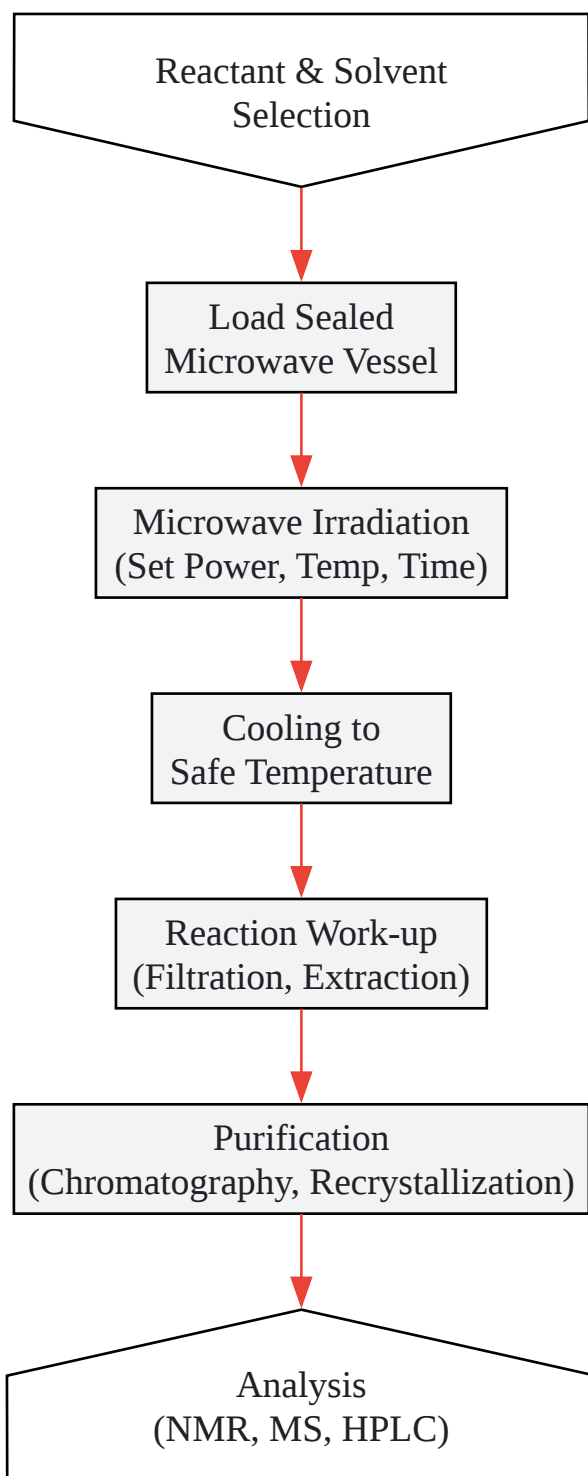 Reactant & Solvent
Selection
Load Sealed
Microwave Vessel
Microwave Irradiation
(Set Power, Temp, Time)
Cooling to
Safe Temperature
Reaction Work-up
(Filtration, Extraction)
Purification
(Chromatography, Recrystallization)
Analysis
(NMR, MS, HPLC)